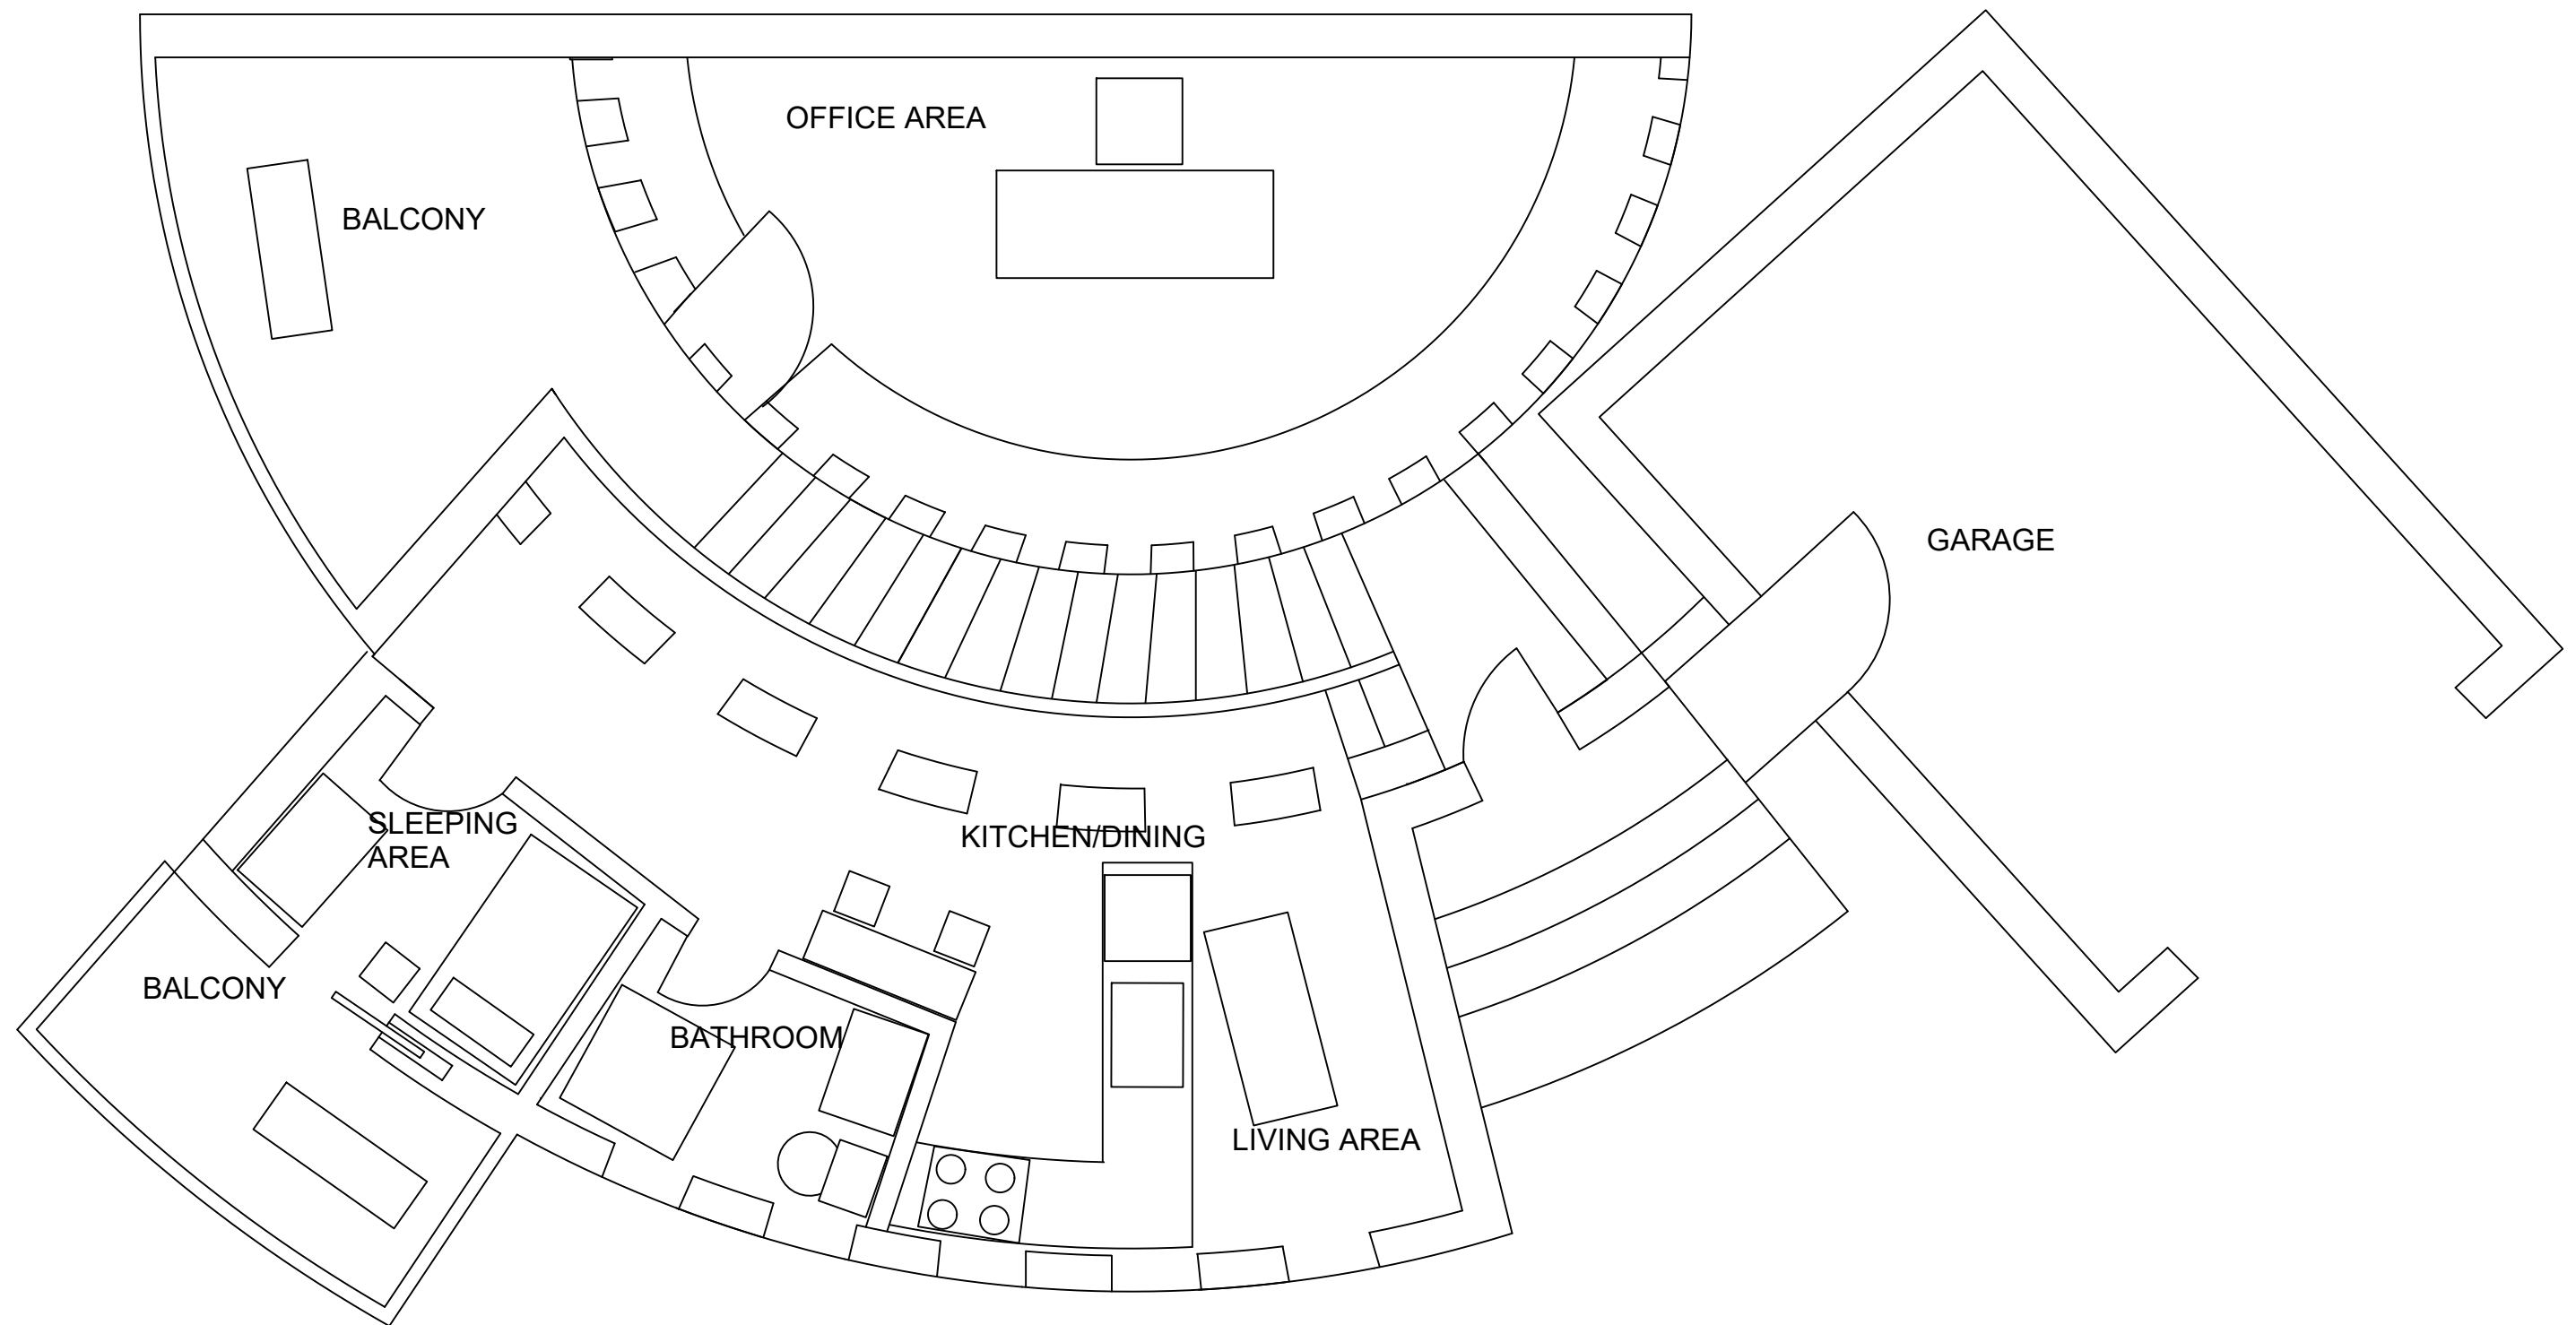 OFFICE AREA
BALCONY
GARAGE
SLEEPING
AREA
KITCHEN/DINING
BALCONY
BATHROOM
LIVING AREA